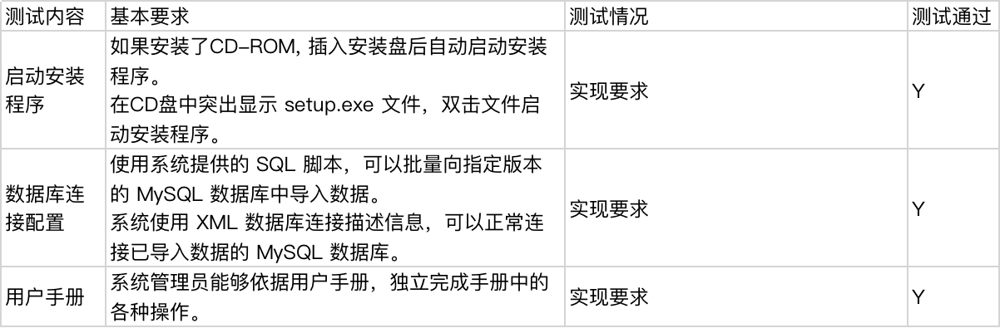 测试内容 基本要求 测试情况 测试通过
启动安装
程序
如果安装了CD-ROM, 插入安装盘后自动启动安装
程序。
在CD盘中突出显示 setup.exe 文件，双击文件启
动安装程序。
实现要求
Y
数据库连
接配置
使用系统提供的 SQL 脚本，可以批量向指定版本
的 MySQL 数据库中导入数据。
系统使用 XML 数据库连接描述信息，可以正常连
接已导入数据的 MySQL 数据库。
实现要求
Y
用户手册
系统管理员能够依据用户手册，独立完成手册中的
各种操作。
实现要求
Y